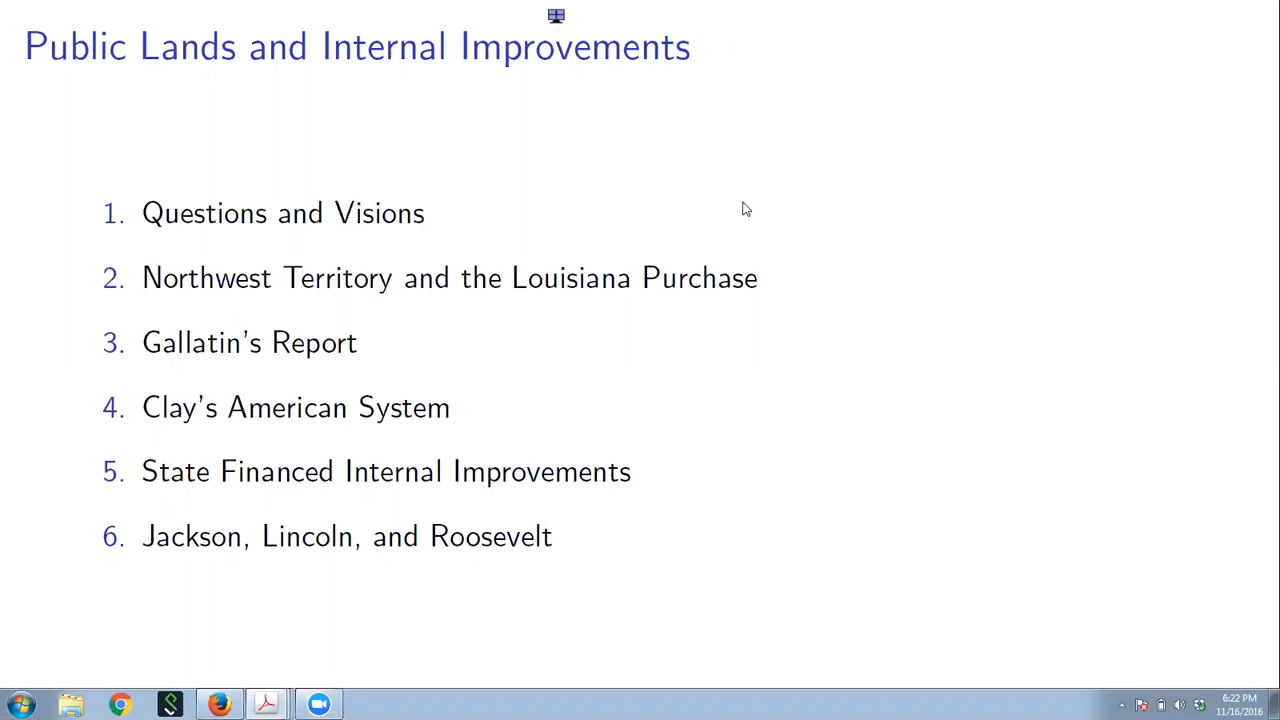 Public Lands and Internal Improvements
1. Questions and Visions
2. Northwest Territory and the Louisiana Purchase
3. Gallatin's Report
4. Clay's American System
5. State Financed Internal Improvements
6. Jackson, Lincoln, and Roosevelt
6:22 PM
11/16/2016